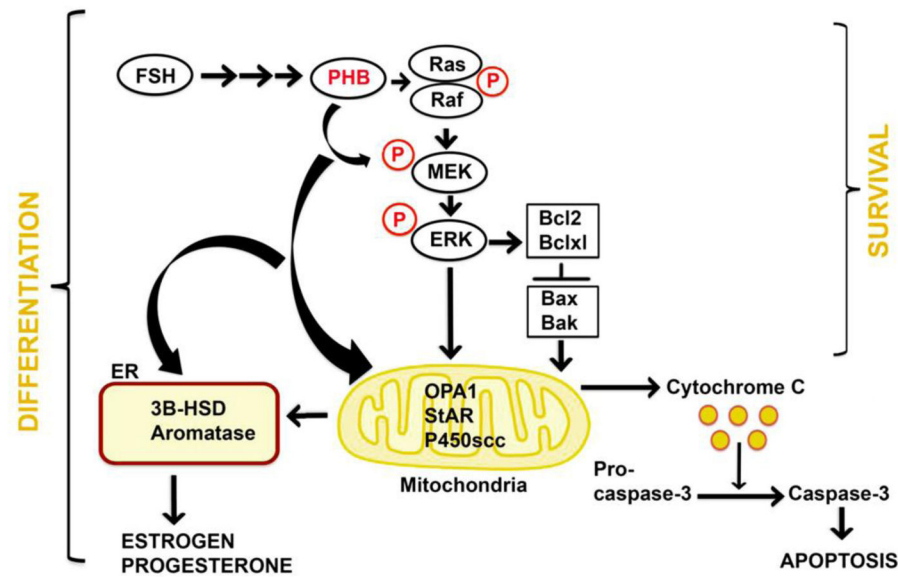 DIFFERENTIATION
SURVIVAL
FSH
PHB
Ras
Raf
P
P
MEK
P
ERK
Bcl2
Bclxl
Bax
Bak
ER
3B-HSD
Aromatase
OPA1
StAR
P450scc
Mitochondria
Cytochrome C
Pro-
caspase-3
Caspase-3
ESTROGEN
PROGESTERONE
APOPTOSIS